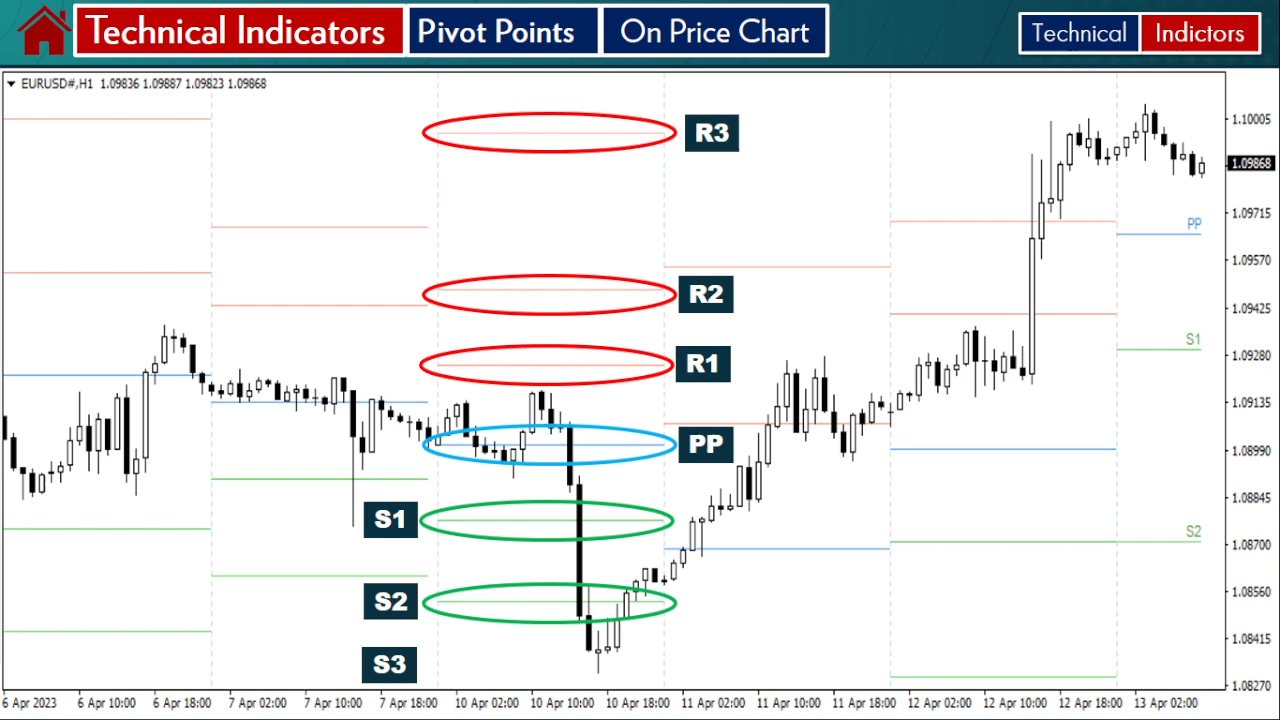 Technical Indicators
Pivot Points
On Price Chart
Technical Indictors
EURUSD#,H1 1.09836 1.09887 1.09823 1.09868
R3
R2
R1
PP
S1
S2
S3
PP
S1
S2
1.10005
1.09868
1.09715
1.09570
1.09425
1.09280
1.09135
1.08990
1.08845
1.08700
1.08560
1.08415
1.08270
6 Apr 2023 6 Apr 10:00 6 Apr 18:00 7 Apr 02:00 7 Apr 10:00 7 Apr 18:00 10 Apr 02:00 10 Apr 10:00 10 Apr 18:00 11 Apr 02:00 11 Apr 10:00 11 Apr 18:00 12 Apr 02:00 12 Apr 10:00 12 Apr 18:00 13 Apr 02:00